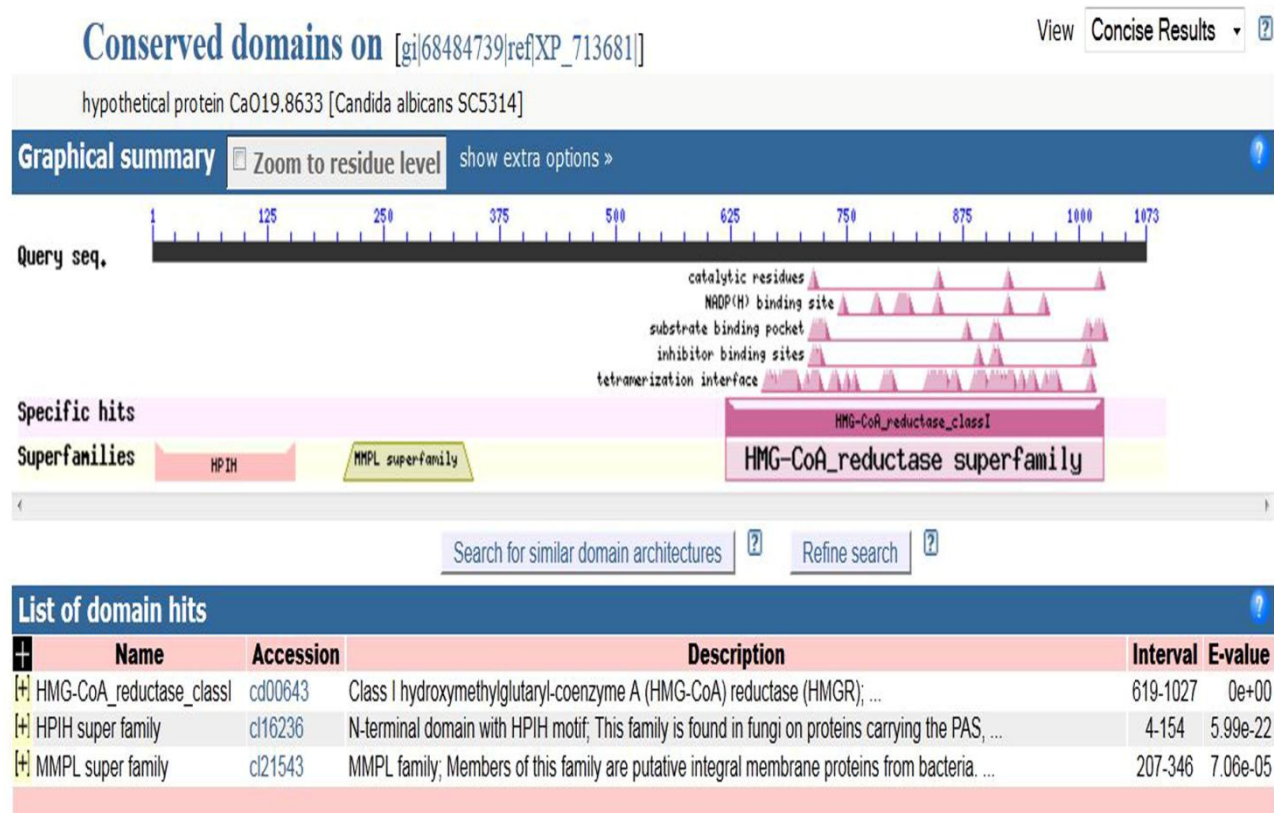 Conserved domains on [gi|68484739|ref|XP_713681|]
View Concise Results ?
hypothetical protein CaO19.8633 [Candida albicans SC5314]
Graphical summary Zoom to residue level show extra options » ?
1 125 250 375 500 625 750 875 1000 1073
Query seq.
catalytic residues
NADP(H) binding site
substrate binding pocket
inhibitor binding sites
tetramerization interface
Specific hits HMG-CoA_reductase_classI
Superfamilies HPIH MMPL superfamily HMG-CoA_reductase superfamily
Search for similar domain architectures ? Refine search ?
List of domain hits ?
+ Name Accession Description Interval E-value
[+] HMG-CoA_reductase_classI cd00643 Class I hydroxymethylglutaryl-coenzyme A (HMG-CoA) reductase (HMGR); ... 619-1027 0e+00
[+] HPIH super family cl16236 N-terminal domain with HPIH motif; This family is found in fungi on proteins carrying the PAS, ... 4-154 5.99e-22
[+] MMPL super family cl21543 MMPL family; Members of this family are putative integral membrane proteins from bacteria. ... 207-346 7.06e-05